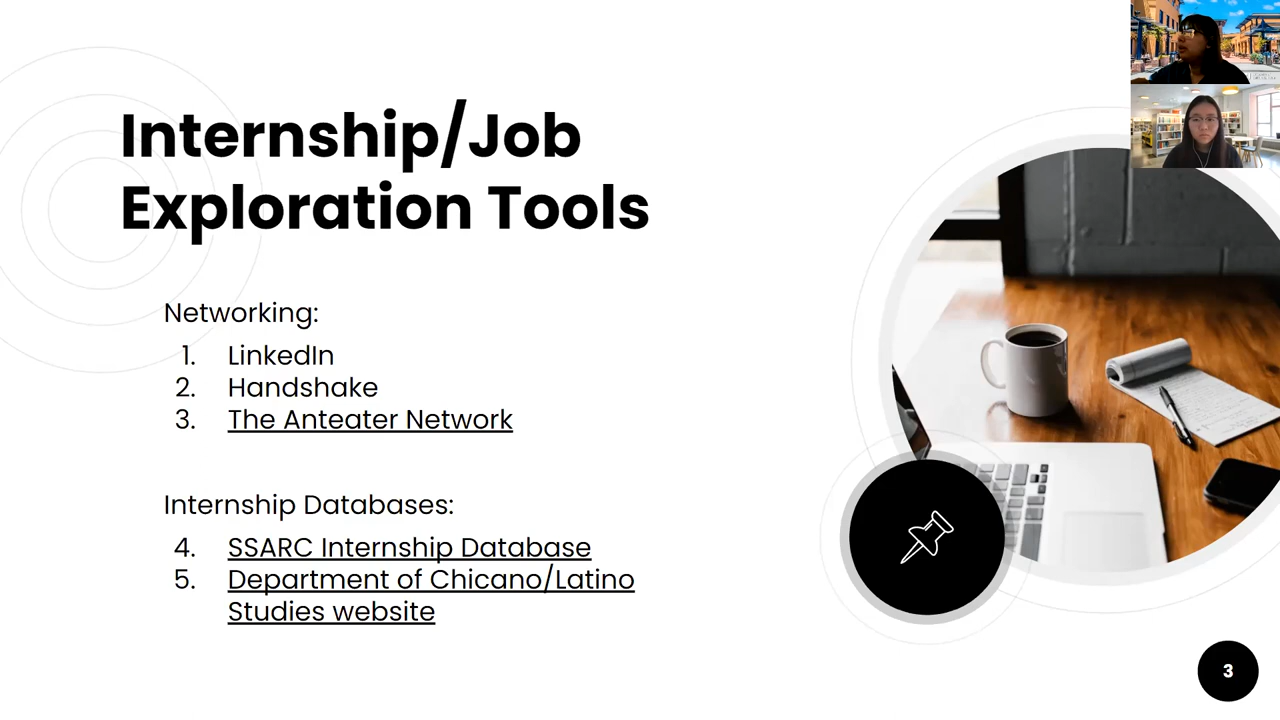 Internship/Job
Exploration Tools
Networking:
1. LinkedIn
2. Handshake
3. The Anteater Network
Internship Databases:
4. SSARC Internship Database
5. Department of Chicano/Latino
Studies website
3